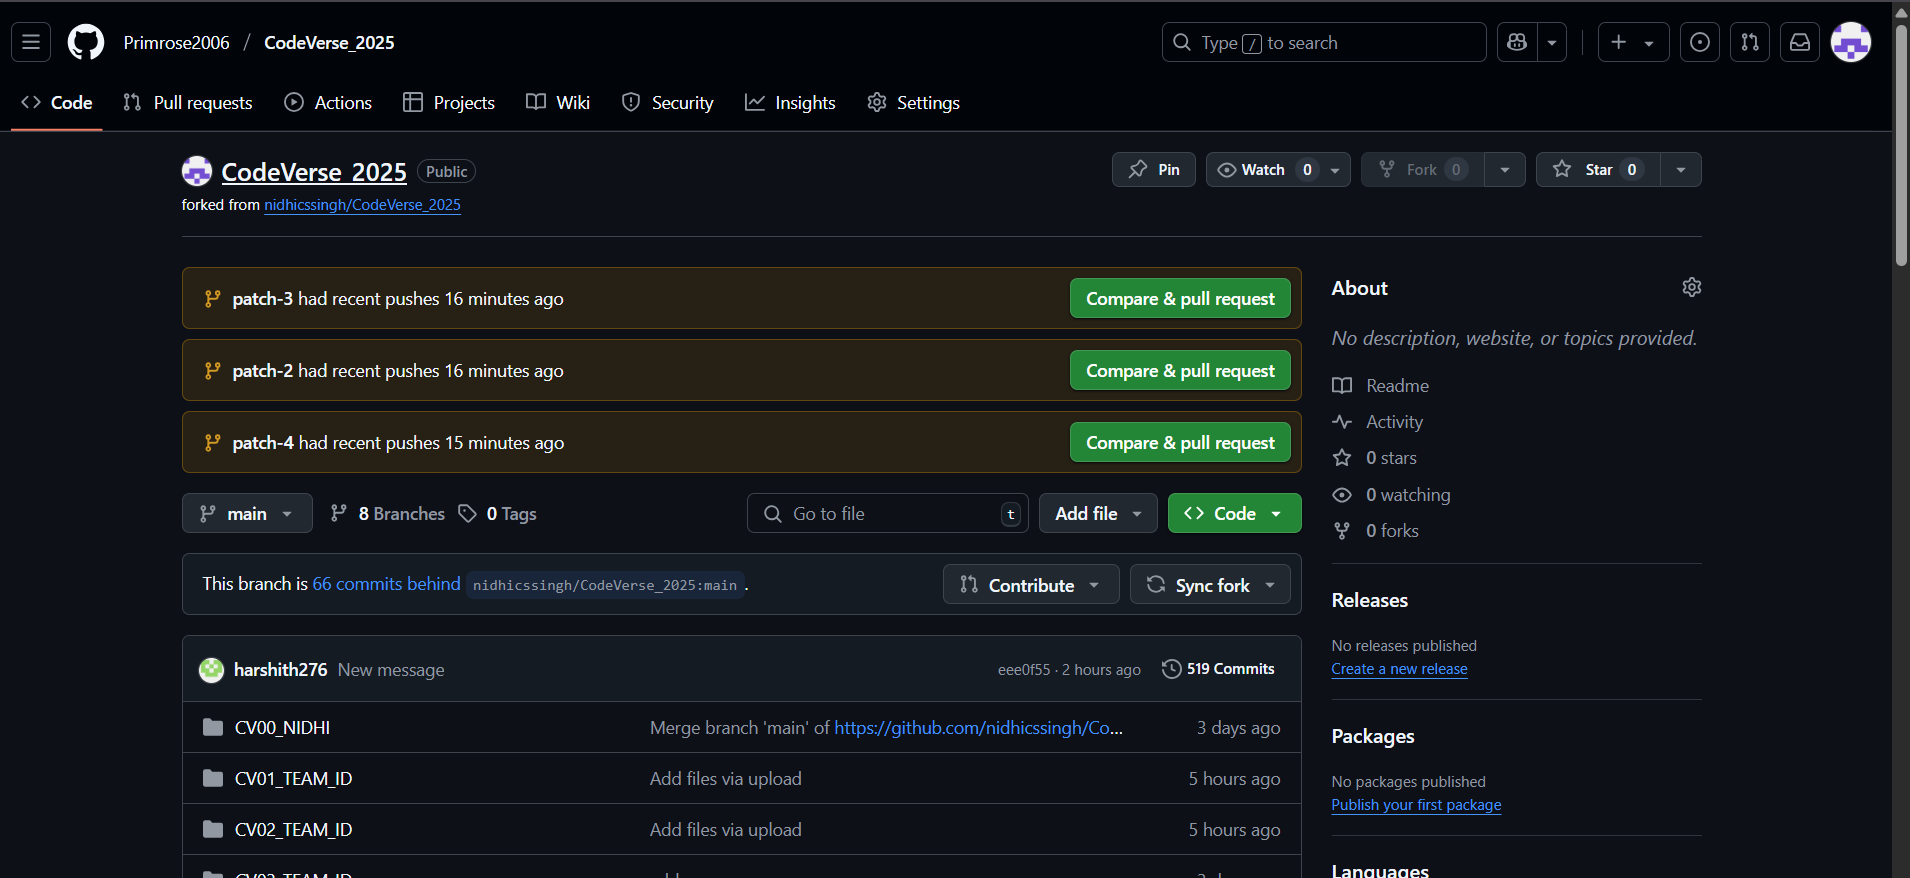 Primrose2006 / CodeVerse_2025
Type / to search
Code Pull requests Actions Projects Wiki Security Insights Settings
CodeVerse_2025 Public
Pin Watch 0 Fork 0 Star 0
forked from nidhicssingh/CodeVerse_2025
patch-3 had recent pushes 16 minutes ago Compare & pull request
patch-2 had recent pushes 16 minutes ago Compare & pull request
patch-4 had recent pushes 15 minutes ago Compare & pull request
main 8 Branches 0 Tags Go to file t Add file Code
This branch is 66 commits behind nidhicssingh/CodeVerse_2025:main . Contribute Sync fork
harshith276 New message eee0f55 · 2 hours ago 519 Commits
CV00_NIDHI Merge branch 'main' of https://github.com/nidhicssingh/Co... 3 days ago
CV01_TEAM_ID Add files via upload 5 hours ago
CV02_TEAM_ID Add files via upload 5 hours ago
About
No description, website, or topics provided.
Readme
Activity
0 stars
0 watching
0 forks
Releases
No releases published
Create a new release
Packages
No packages published
Publish your first package
Languages